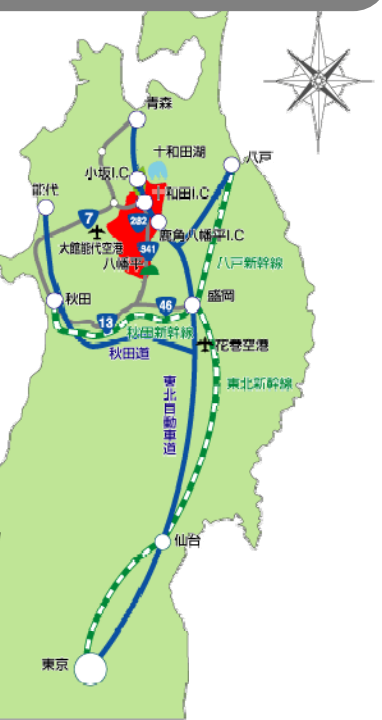 青森
十和田湖
八戸
小坂I.C
能代
十和田I.C
7
282
鹿角八幡平I.C
大館能代空港
341
八幡平
八戸新幹線
秋田
盛岡
46
13
秋田新幹線
秋田道
花巻空港
東北新幹線
東北自動車道
仙台
東京